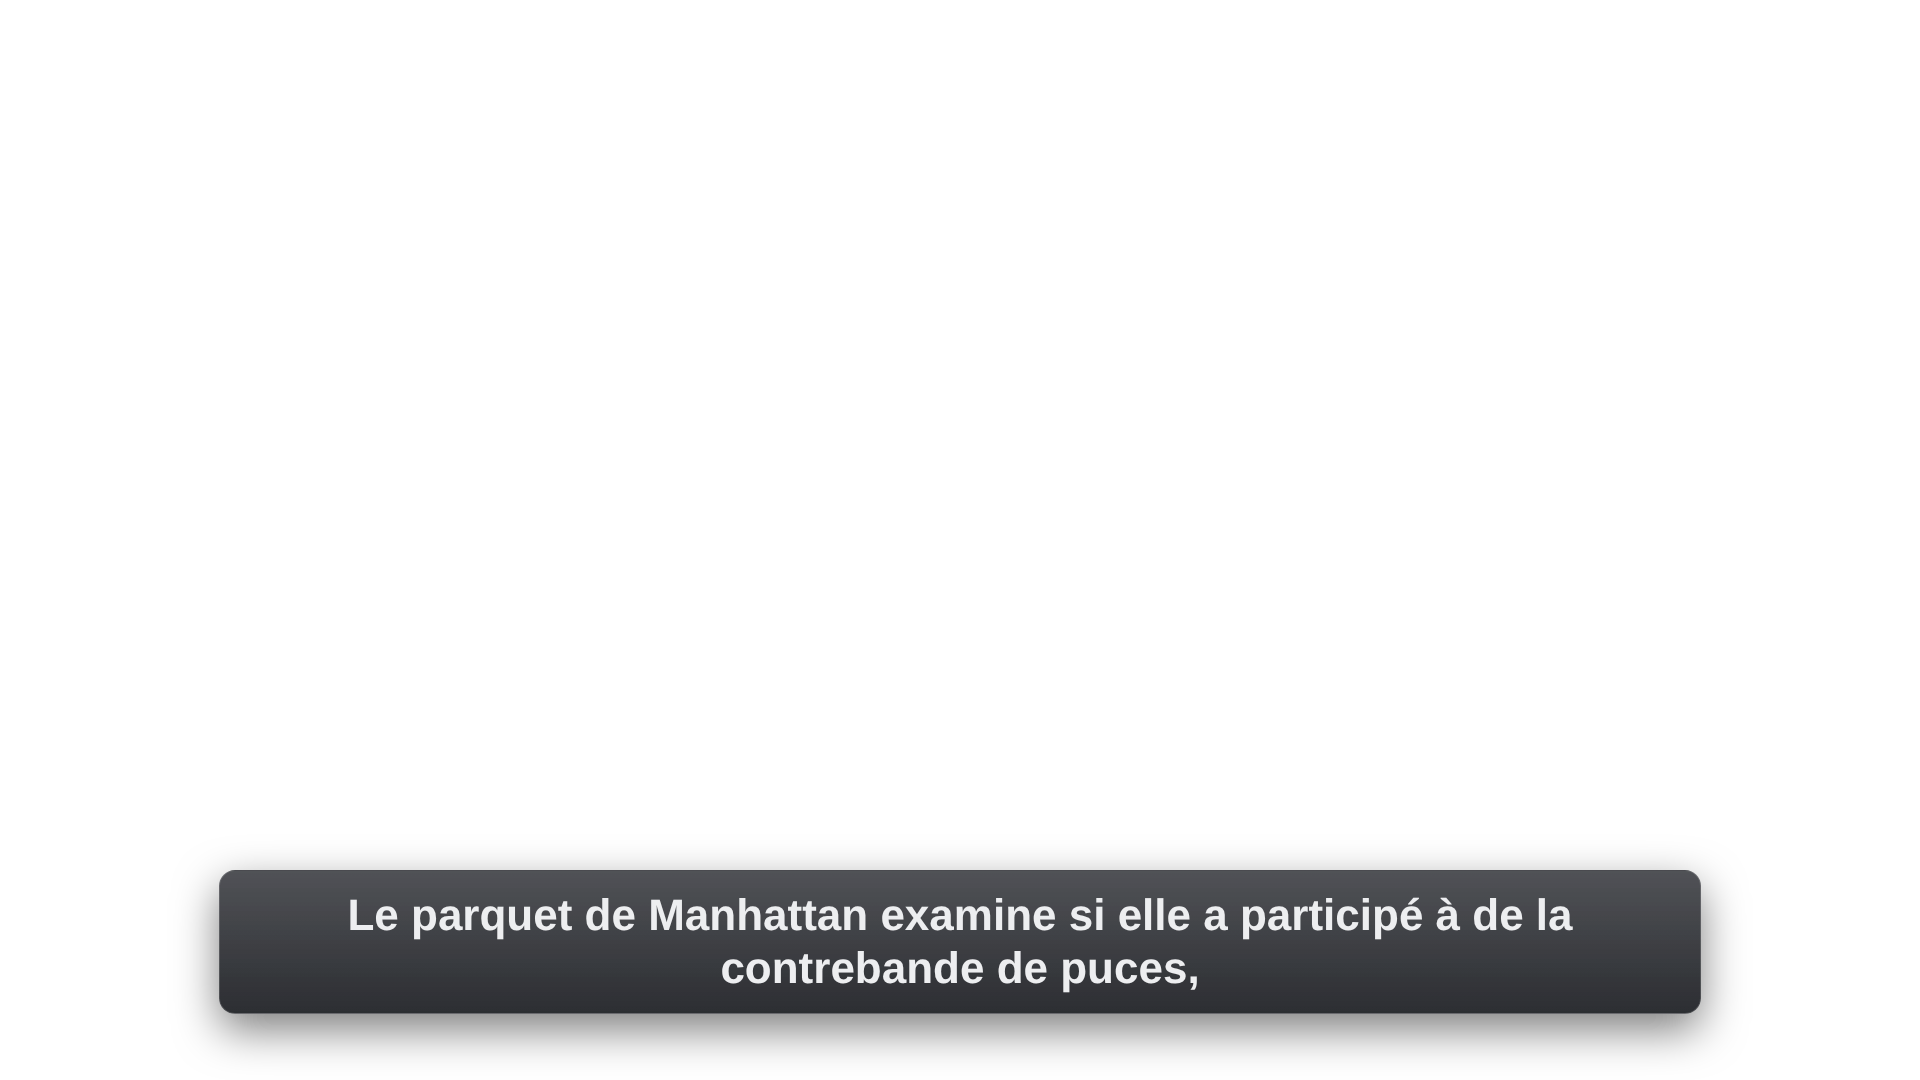 Le parquet de Manhattan examine si elle a participé à de la
contrebande de puces,